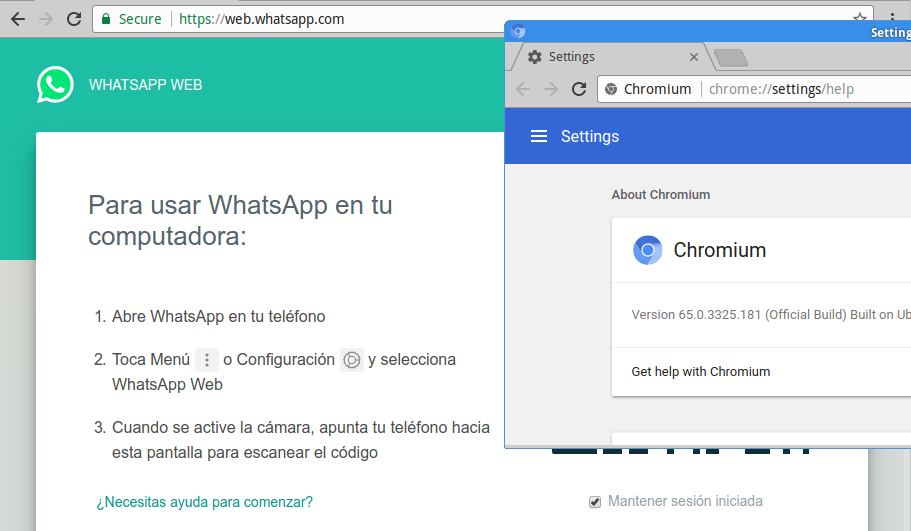 Secure https://web.whatsapp.com
WHATSAPP WEB
Para usar WhatsApp en tu
computadora:
1. Abre WhatsApp en tu teléfono
2. Toca Menú o Configuración y selecciona
WhatsApp Web
3. Cuando se active la cámara, apunta tu teléfono hacia
esta pantalla para escanear el código
¿Necesitas ayuda para comenzar?
Settings
Chromium chrome://settings/help
Settings
About Chromium
Chromium
Version 65.0.3325.181 (Official Build) Built on
Get help with Chromium
Mantener sesión iniciada